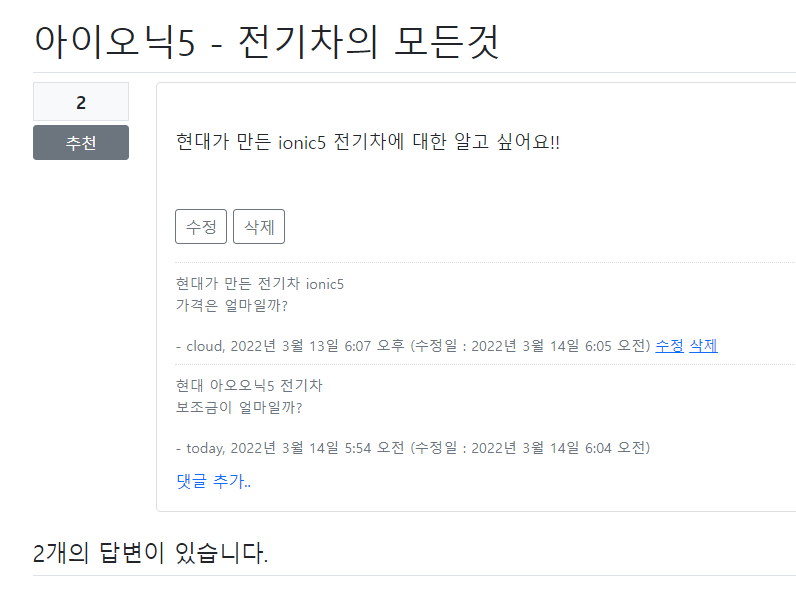 아이오닉5 - 전기차의 모든것
2
추천
현대가 만든 ionic5 전기차에 대한 알고 싶어요!!
수정 삭제
현대가 만든 전기차 ionic5
가격은 얼마일까?
- cloud, 2022년 3월 13일 6:07 오후 (수정일 : 2022년 3월 14일 6:05 오전) 수정 삭제
현대 아오오닉5 전기차
보조금이 얼마일까?
- today, 2022년 3월 14일 5:54 오전 (수정일 : 2022년 3월 14일 6:04 오전)
댓글 추가..
2개의 답변이 있습니다.